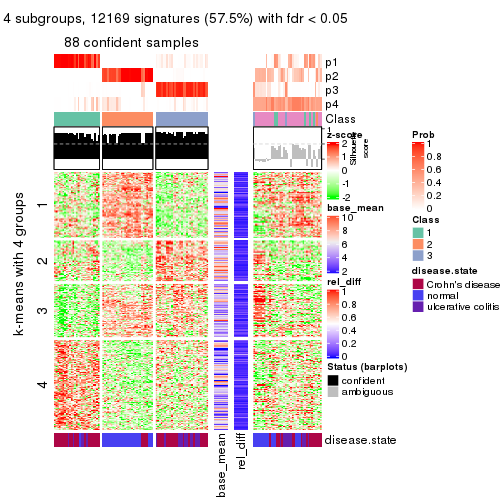 4 subgroups, 12169 signatures (57.5%) with fdr < 0.05
88 confident samples
p1
p2
p3
p4
Class
1
Silhouette
score
k-means with 4 groups
1
2
3
4
base_mean
rel_diff
disease.state
z-score
2
1
0
-1
-2
base_mean
10
8
6
4
2
rel_diff
1
0.8
0.6
0.4
0.2
0
Status (barplots)
confident
ambiguous
Prob
1
0.8
0.6
0.4
0.2
0
Class
1
2
3
disease.state
Crohn's disease
normal
ulcerative colitis